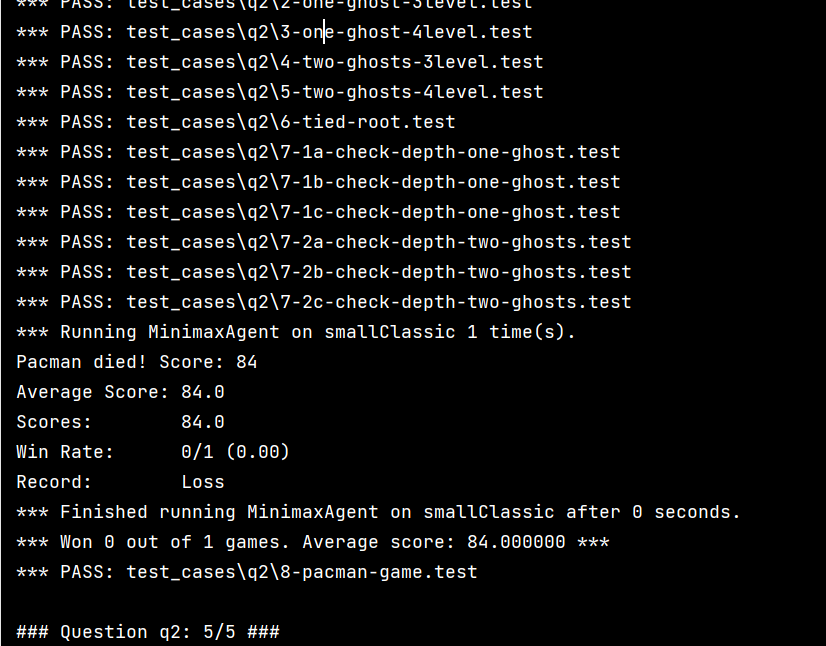 *** PASS: test_cases\q2\2-one-ghost-3level.test
*** PASS: test_cases\q2\3-one-ghost-4level.test
*** PASS: test_cases\q2\4-two-ghosts-3level.test
*** PASS: test_cases\q2\5-two-ghosts-4level.test
*** PASS: test_cases\q2\6-tied-root.test
*** PASS: test_cases\q2\7-1a-check-depth-one-ghost.test
*** PASS: test_cases\q2\7-1b-check-depth-one-ghost.test
*** PASS: test_cases\q2\7-1c-check-depth-one-ghost.test
*** PASS: test_cases\q2\7-2a-check-depth-two-ghosts.test
*** PASS: test_cases\q2\7-2b-check-depth-two-ghosts.test
*** PASS: test_cases\q2\7-2c-check-depth-two-ghosts.test
*** Running MinimaxAgent on smallClassic 1 time(s).
Pacman died! Score: 84
Average Score: 84.0
Scores:        84.0
Win Rate:      0/1 (0.00)
Record:        Loss
*** Finished running MinimaxAgent on smallClassic after 0 seconds.
*** Won 0 out of 1 games. Average score: 84.000000 ***
*** PASS: test_cases\q2\8-pacman-game.test
### Question q2: 5/5 ###